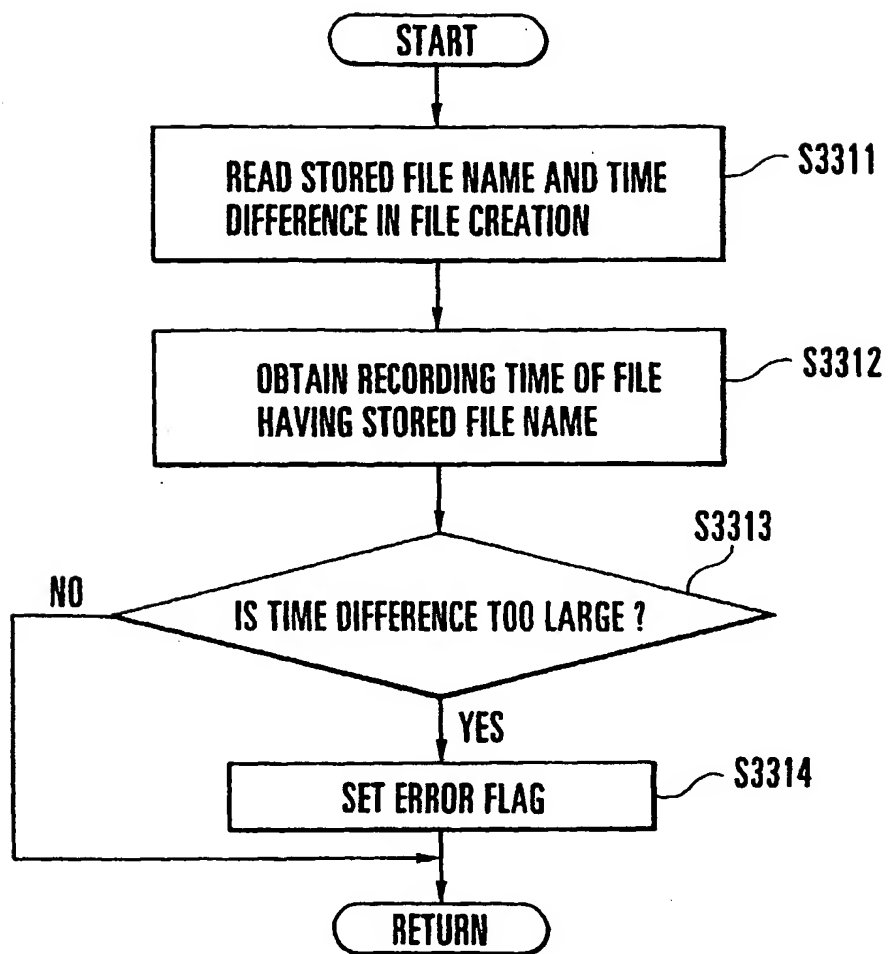 START
READ STORED FILE NAME AND TIME
DIFFERENCE IN FILE CREATION
S3311
OBTAIN RECORDING TIME OF FILE
HAVING STORED FILE NAME
S3312
S3313
NO
IS TIME DIFFERENCE TOO LARGE ?
YES
SET ERROR FLAG
S3314
RETURN